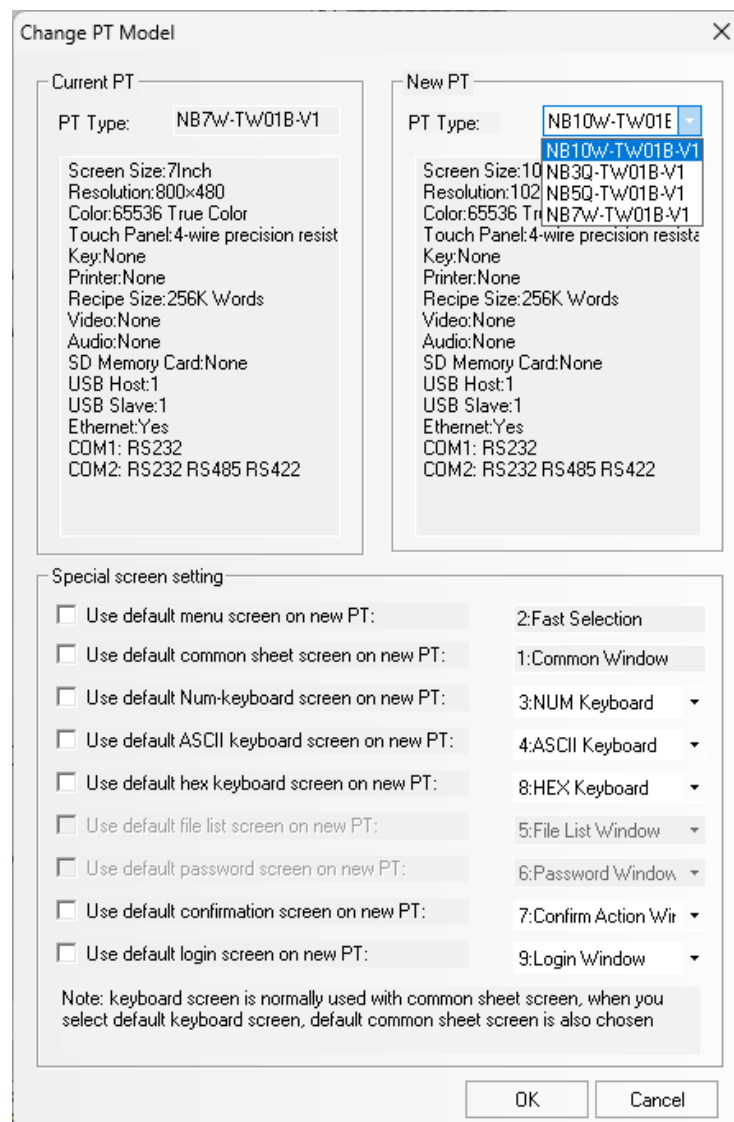 Change PT Model
Current PT
PT Type: NB7W-TW01B-V1
Screen Size:7Inch
Resolution:800×480
Color:65536 True Color
Touch Panel:4-wire precision resist
Key:None
Printer:None
Recipe Size:256K Words
Video:None
Audio:None
SD Memory Card:None
USB Host:1
USB Slave:1
Ethernet:Yes
COM1: RS232
COM2: RS232 RS485 RS422
New PT
PT Type: NB10W-TW01B
NB10W-TW01B-V1
NB3Q-TW01B-V1
NB5Q-TW01B-V1
NB7W-TW01B-V1
Screen Size:10
Resolution:102
Color:65536 Tr
Touch Panel:4-wire precision resista
Key:None
Printer:None
Recipe Size:256K Words
Video:None
Audio:None
SD Memory Card:None
USB Host:1
USB Slave:1
Ethernet:Yes
COM1: RS232
COM2: RS232 RS485 RS422
Special screen setting
Use default menu screen on new PT: 2:Fast Selection
Use default common sheet screen on new PT: 1:Common Window
Use default Num-keyboard screen on new PT: 3:NUM Keyboard
Use default ASCII keyboard screen on new PT: 4:ASCII Keyboard
Use default hex keyboard screen on new PT: 8:HEX Keyboard
Use default file list screen on new PT: 5:File List Window
Use default password screen on new PT: 6:Password Window
Use default confirmation screen on new PT: 7:Confirm Action Wir
Use default login screen on new PT: 9:Login Window
Note: keyboard screen is normally used with common sheet screen, when you
select default keyboard screen, default common sheet screen is also chosen
OK Cancel